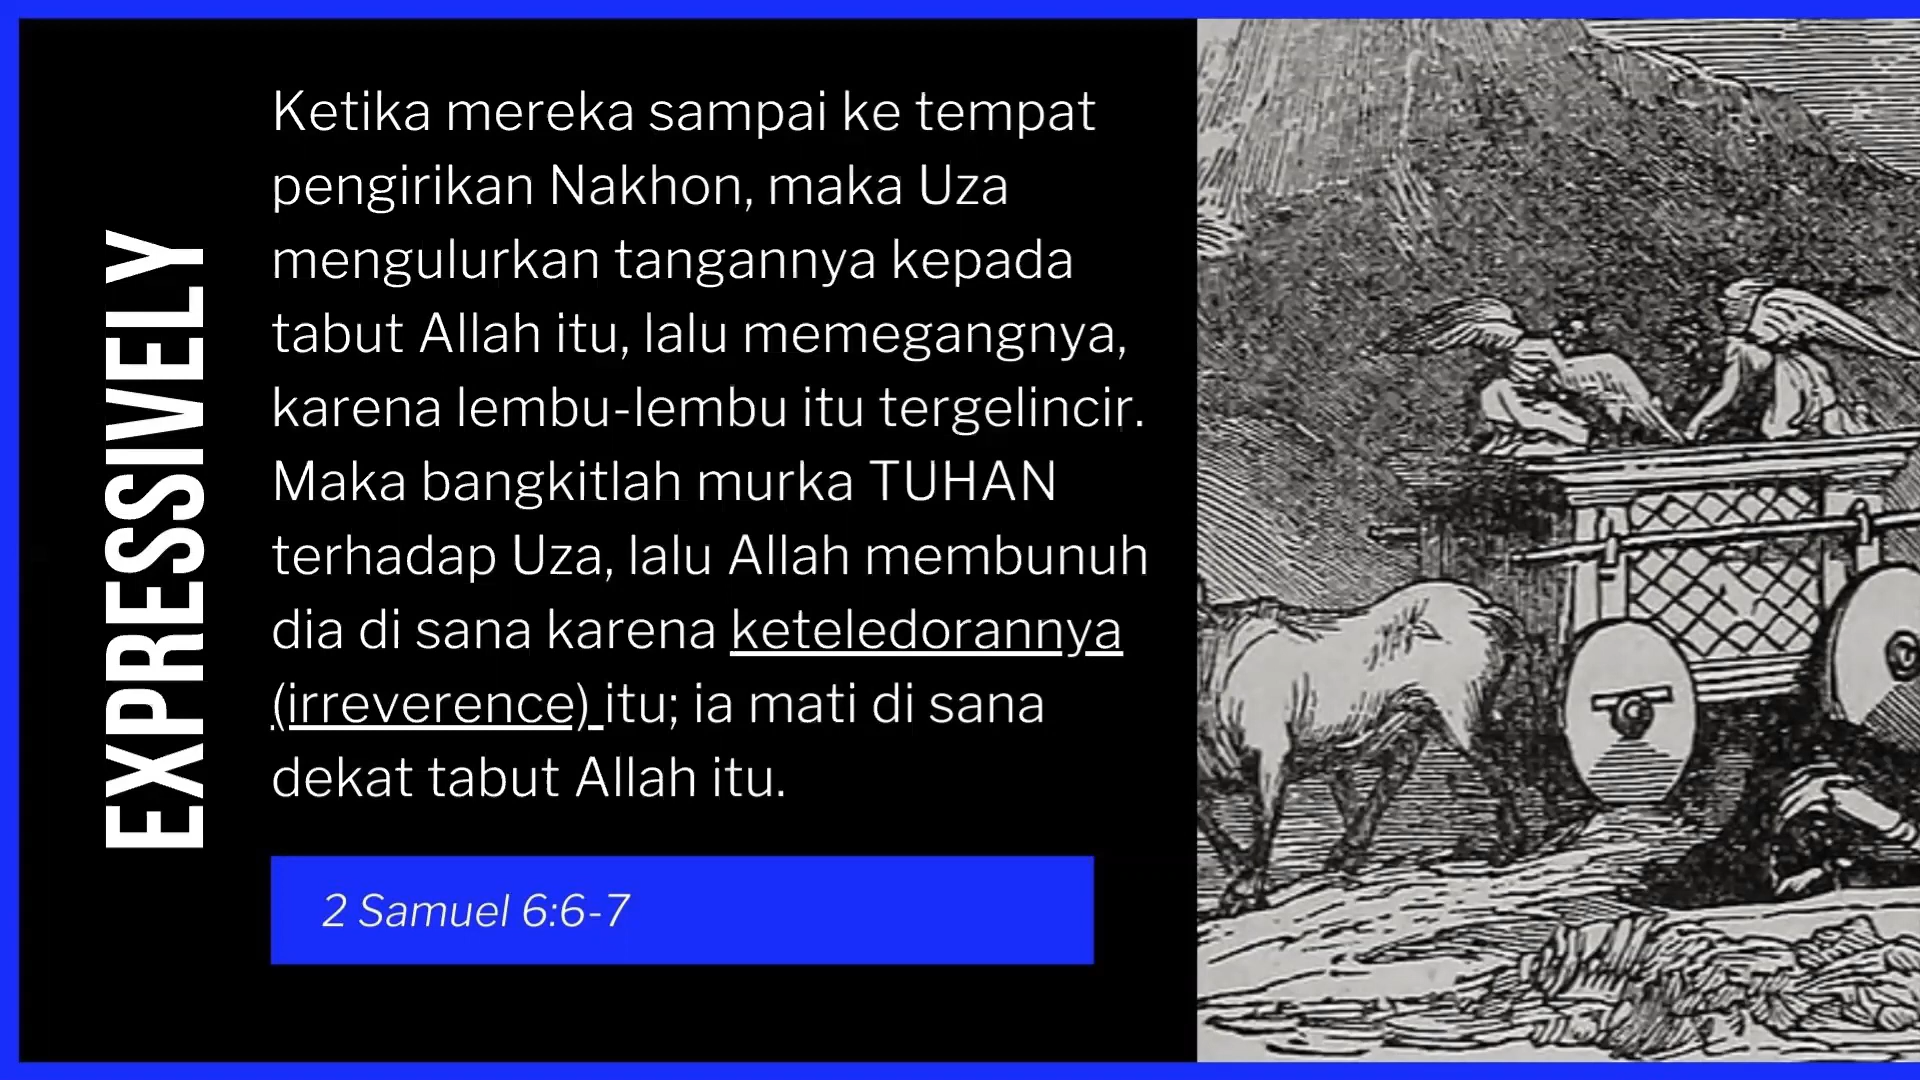 EXPRESSIVELY
Ketika mereka sampai ke tempat
pengirikan Nakhon, maka Uza
mengulurkan tangannya kepada
tabut Allah itu, lalu memegangnya,
karena lembu-lembu itu tergelincir.
Maka bangkitlah murka TUHAN
terhadap Uza, lalu Allah membunuh
dia di sana karena keteledorannya
(irreverence) itu; ia mati di sana
dekat tabut Allah itu.
2 Samuel 6:6-7